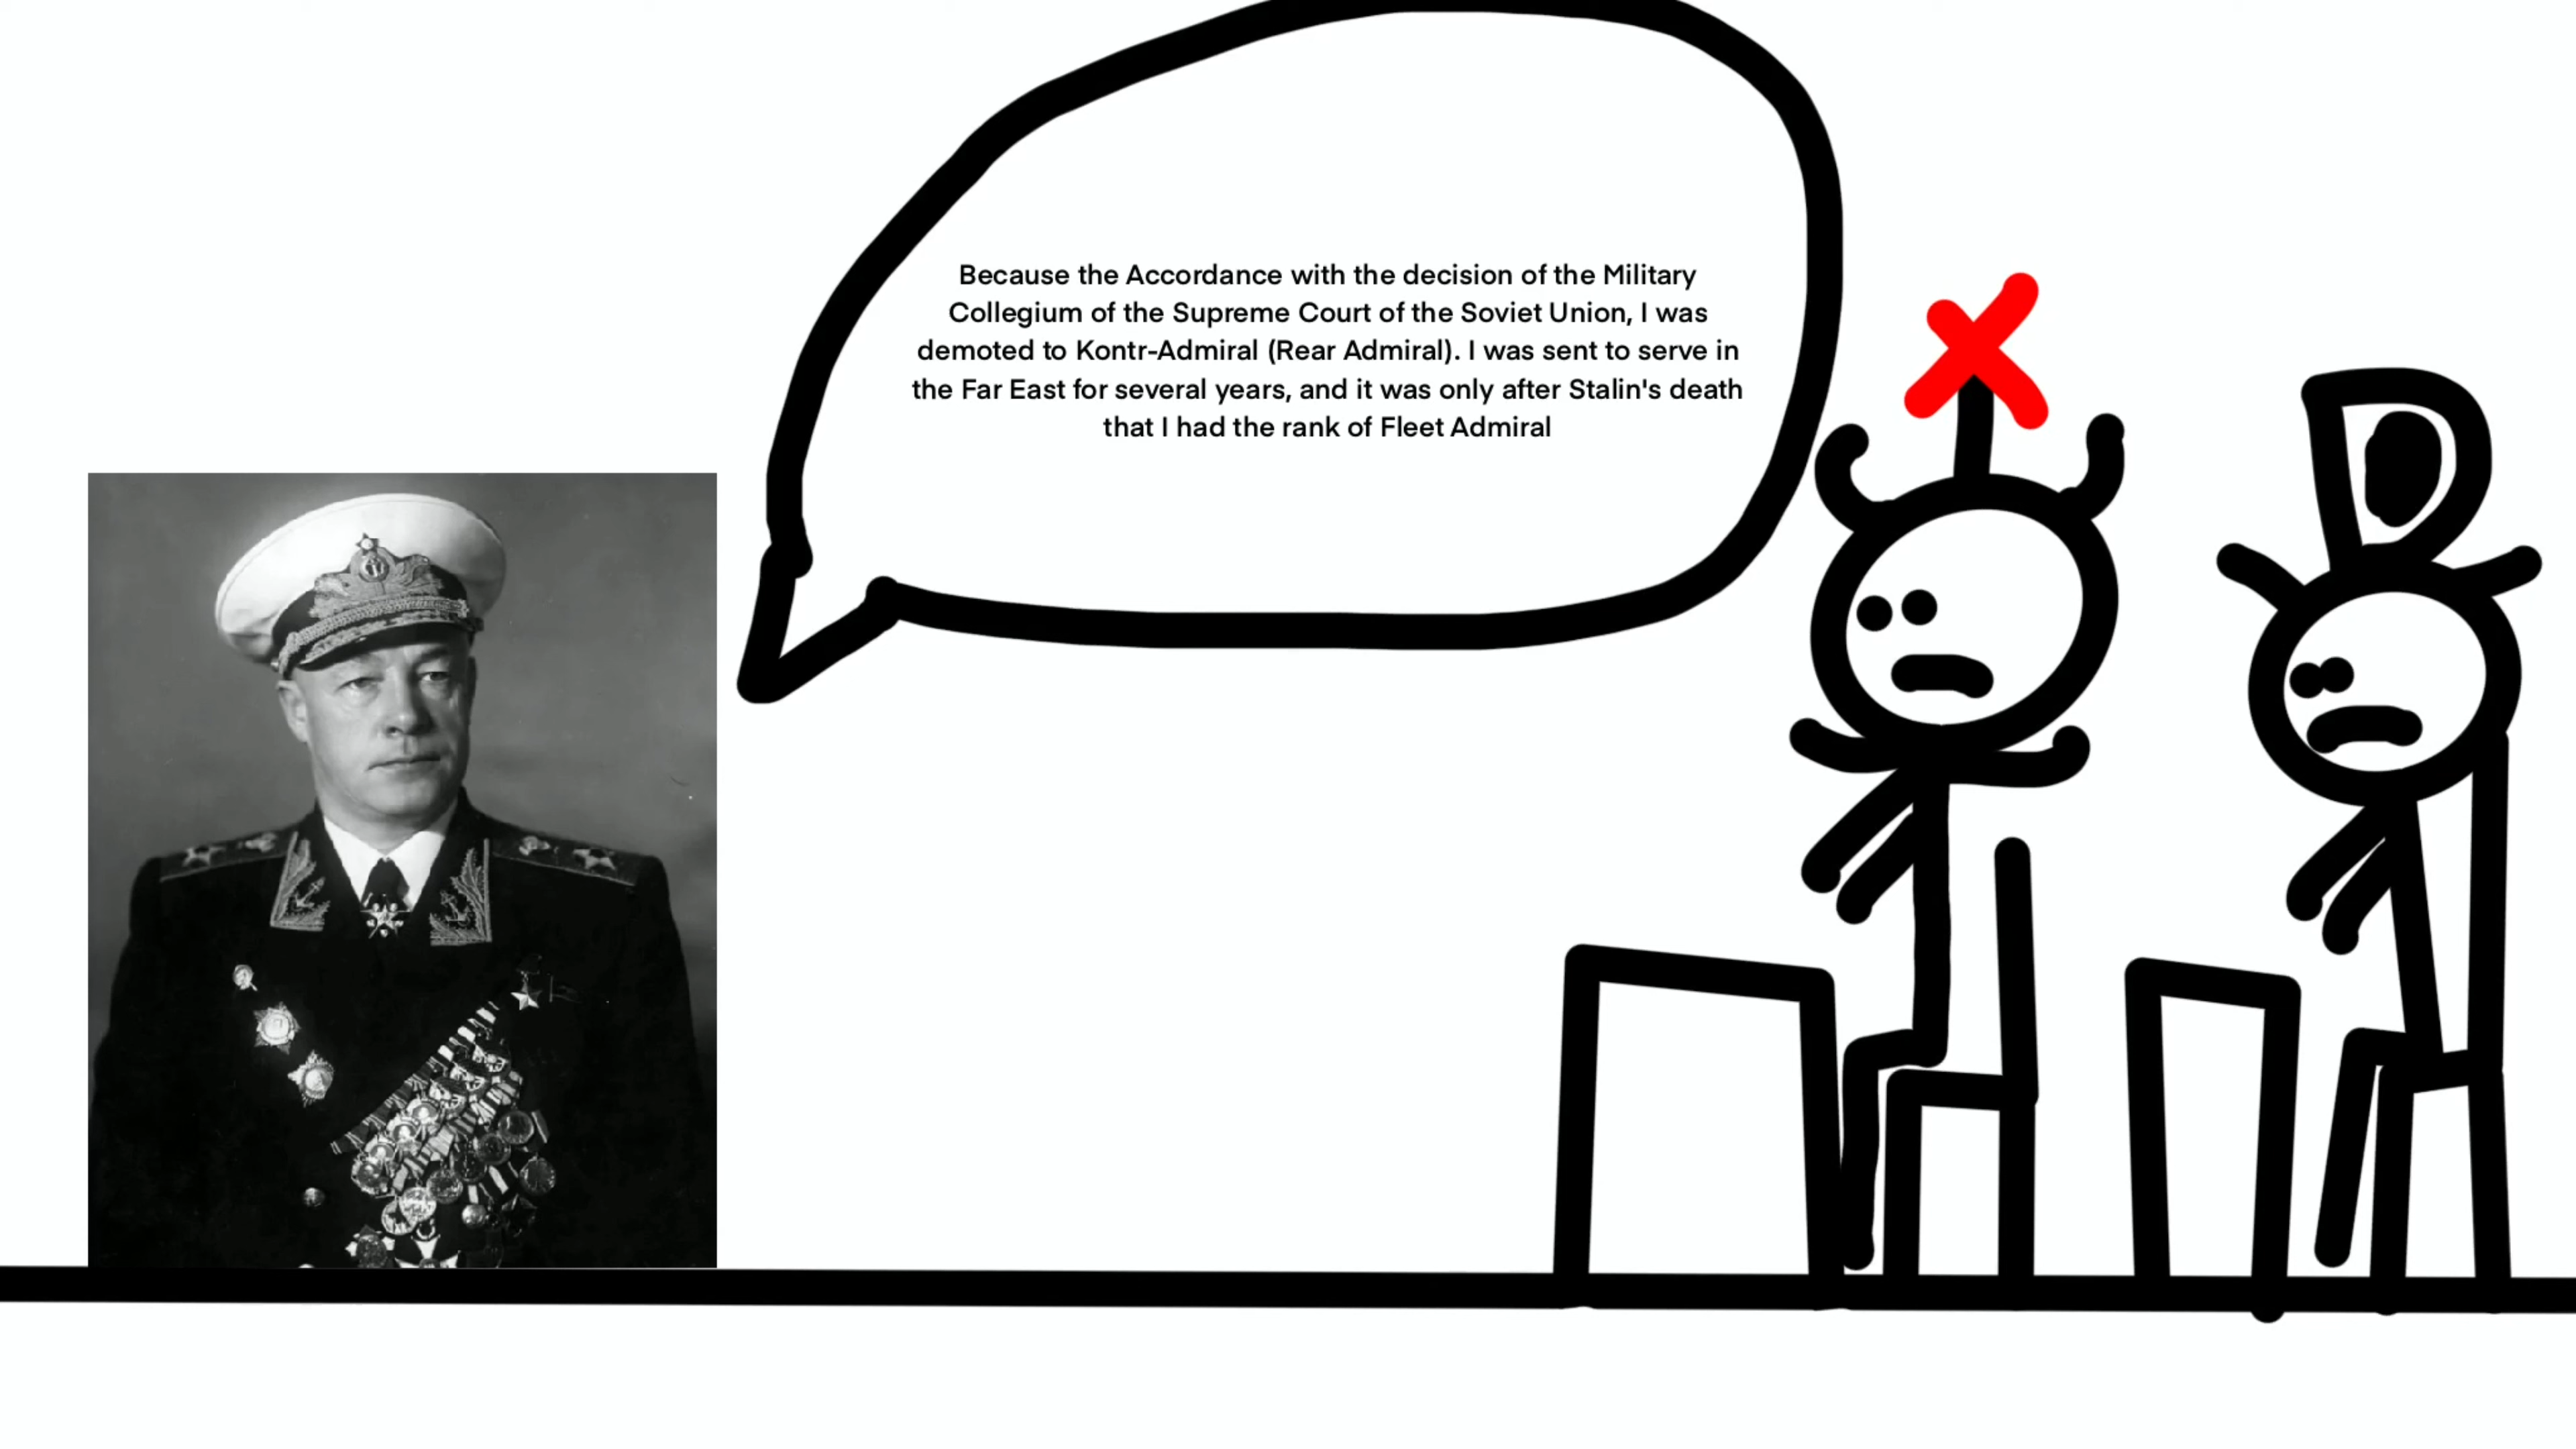 Because the Accordance with the decision of the Military
Collegium of the Supreme Court of the Soviet Union, I was
demoted to Kontr-Admiral (Rear Admiral). I was sent to serve in
the Far East for several years, and it was only after Stalin's death
that I had the rank of Fleet Admiral